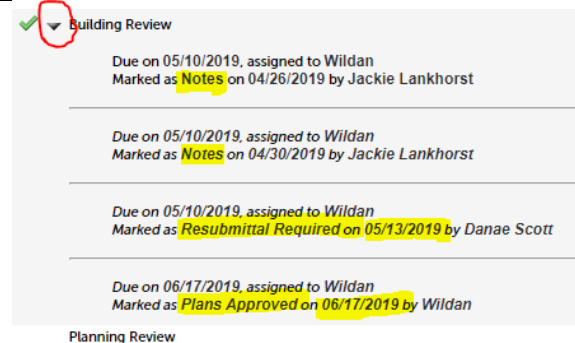 Building Review
Due on 05/10/2019, assigned to Wildan
Marked as Notes on 04/26/2019 by Jackie Lankhorst
Due on 05/10/2019, assigned to Wildan
Marked as Notes on 04/30/2019 by Jackie Lankhorst
Due on 05/10/2019, assigned to Wildan
Marked as Resubmittal Required on 05/13/2019 by Danae Scott
Due on 06/17/2019, assigned to Wildan
Marked as Plans Approved on 06/17/2019 by Wildan
Planning Review